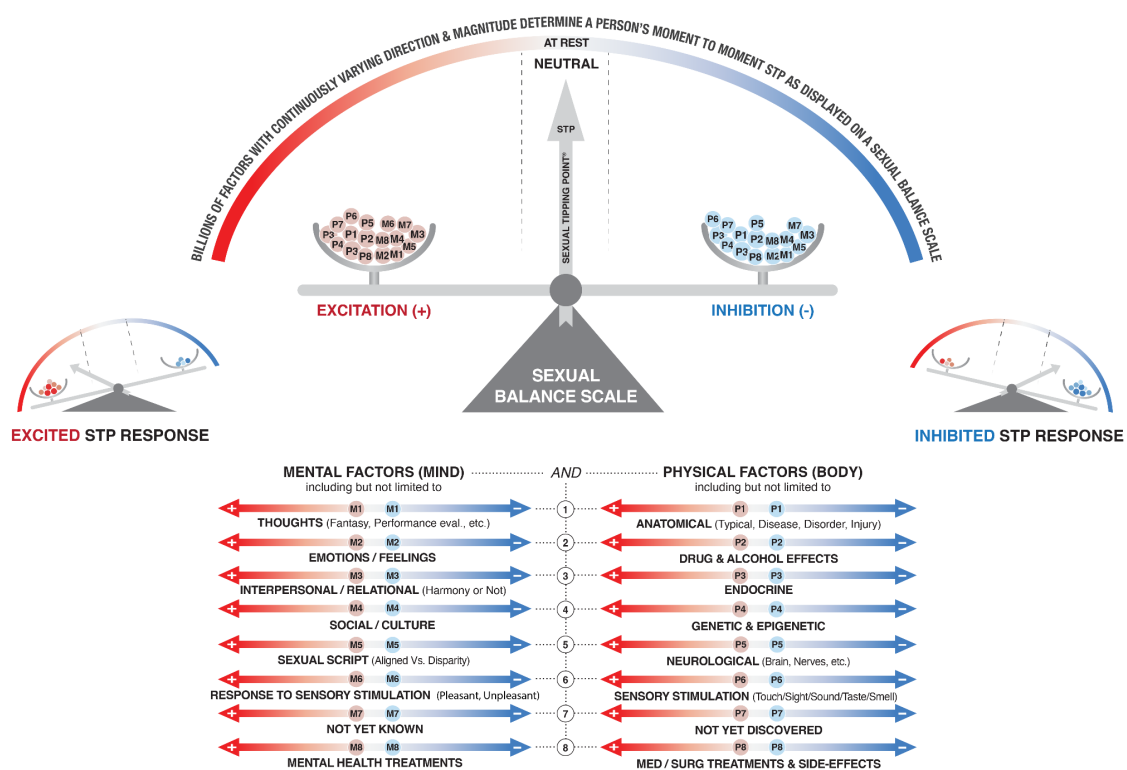 BILLIONS OF FACTORS WITH CONTINUOUSLY VARYING DIRECTION & MAGNITUDE DETERMINE A PERSON'S MOMENT TO MOMENT STP AS DISPLAYED ON A SEXUAL BALANCE SCALE
AT REST
NEUTRAL
STP
SEXUAL TIPPING POINT®
P6 P7 P5 M6 M7
P3 P1 P2 M8 M4 M3
P4 P3 P8 M2 M1 M5
P6 P7 P5 M7
P3 P1 P2 M8 M4 M3
P4 P3 P8 M2 M1 M5
EXCITATION (+)
INHIBITION (-)
SEXUAL
BALANCE SCALE
EXCITED STP RESPONSE
INHIBITED STP RESPONSE
MENTAL FACTORS (MIND) AND PHYSICAL FACTORS (BODY)
including but not limited to
including but not limited to
+ M1 M1 − 1 + P1 P1 −
THOUGHTS (Fantasy, Performance eval., etc.)
ANATOMICAL (Typical, Disease, Disorder, Injury)
+ M2 M2 − 2 + P2 P2 −
EMOTIONS / FEELINGS
DRUG & ALCOHOL EFFECTS
+ M3 M3 − 3 + P3 P3 −
INTERPERSONAL / RELATIONAL (Harmony or Not)
ENDOCRINE
+ M4 M4 − 4 + P4 P4 −
SOCIAL / CULTURE
GENETIC & EPIGENETIC
+ M5 M5 − 5 + P5 P5 −
SEXUAL SCRIPT (Aligned Vs. Disparity)
NEUROLOGICAL (Brain, Nerves, etc.)
+ M6 M6 − 6 + P6 P6 −
RESPONSE TO SENSORY STIMULATION (Pleasant, Unpleasant)
SENSORY STIMULATION (Touch/Sight/Sound/Taste/Smell)
+ M7 M7 − 7 + P7 P7 −
NOT YET KNOWN
NOT YET DISCOVERED
+ M8 M8 − 8 + P8 P8 −
MENTAL HEALTH TREATMENTS
MED / SURG TREATMENTS & SIDE-EFFECTS